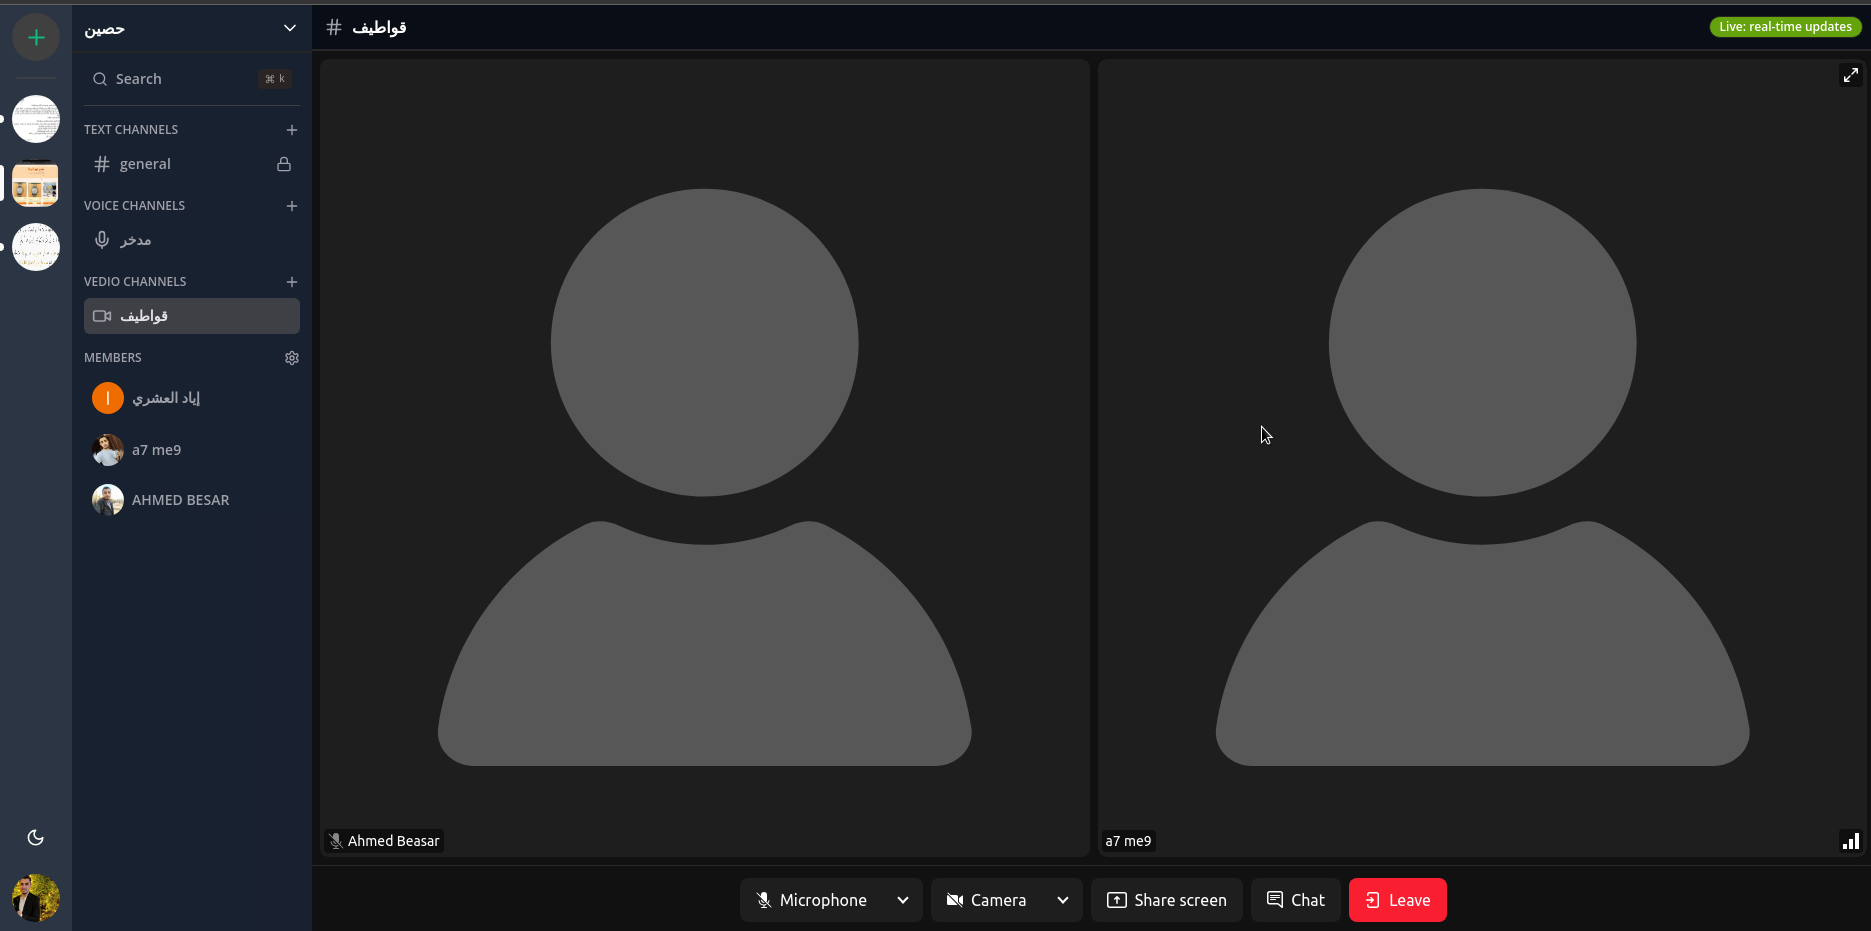 حصين
Search
⌘ k
TEXT CHANNELS
general
VOICE CHANNELS
مدخر
VEDIO CHANNELS
قواطيف
MEMBERS
إياد العشري
a7 me9
AHMED BESAR
# قواطيف
Live: real-time updates
Ahmed Beasar
a7 me9
Microphone
Camera
Share screen
Chat
Leave